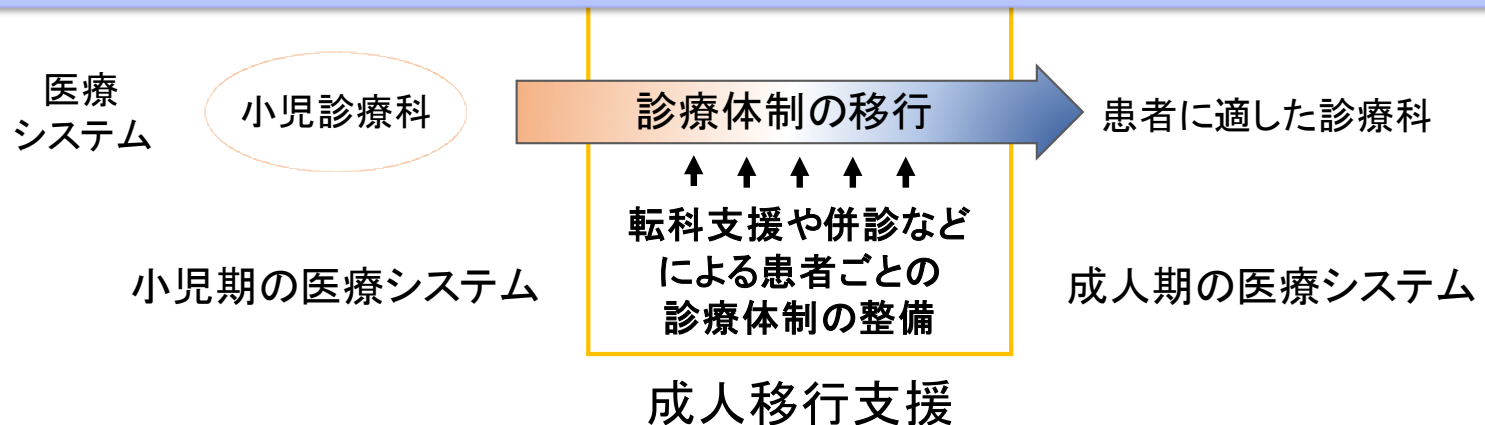 医療
システム
小児診療科
診療体制の移行
患者に適した診療科
転科支援や併診など
による患者ごとの
診療体制の整備
小児期の医療システム
成人期の医療システム
成人移行支援